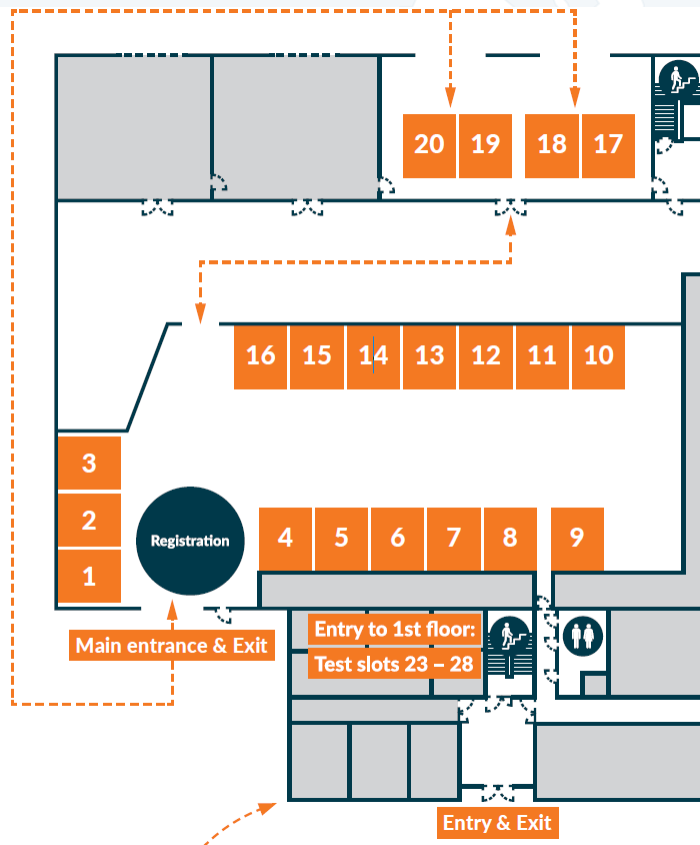 20 19 18 17
16 15 14 13 12 11 10
3
2
1
Registration
4 5 6 7 8 9
Main entrance & Exit
Entry to 1st floor:
Test slots 23 – 28
Entry & Exit